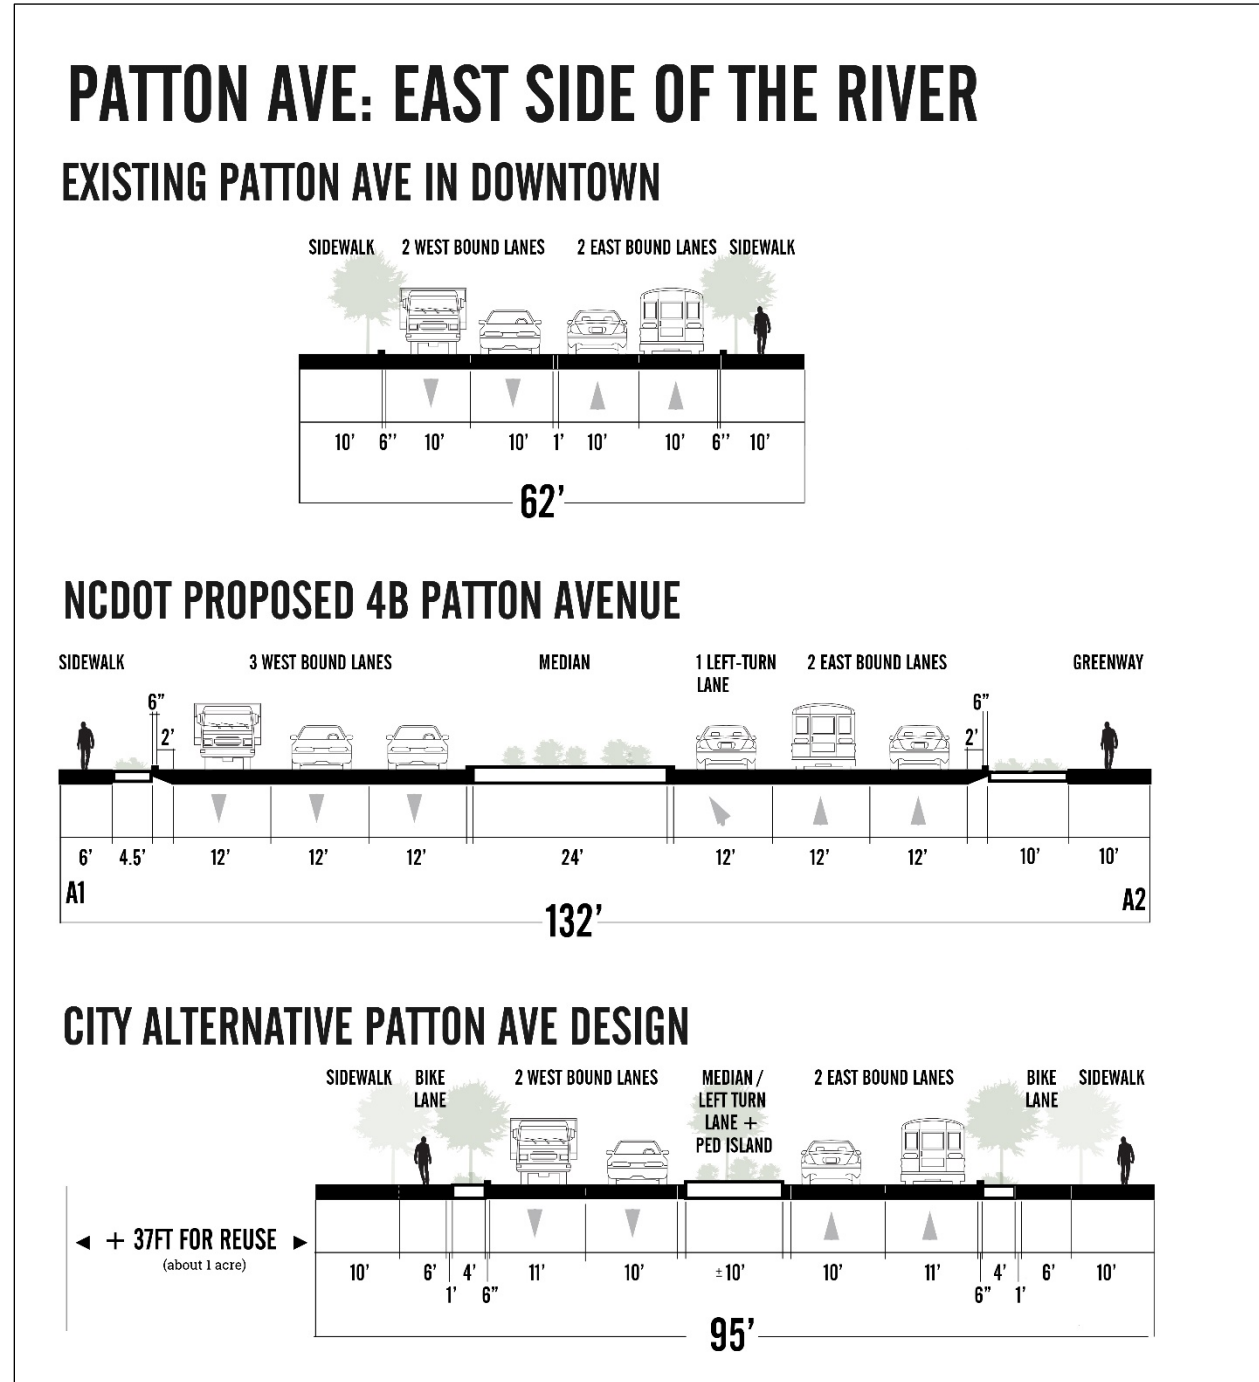 PATTON AVE: EAST SIDE OF THE RIVER
EXISTING PATTON AVE IN DOWNTOWN
SIDEWALK 2 WEST BOUND LANES 2 EAST BOUND LANES SIDEWALK
10' 6'' 10' 10' 1' 10' 10' 6'' 10'
62'
NCDOT PROPOSED 4B PATTON AVENUE
SIDEWALK 3 WEST BOUND LANES MEDIAN 1 LEFT-TURN 2 EAST BOUND LANES GREENWAY
LANE
6" 6"
2' 2'
6' 4.5' 12' 12' 12' 24' 12' 12' 12' 10' 10'
A1 A2
132'
CITY ALTERNATIVE PATTON AVE DESIGN
SIDEWALK BIKE 2 WEST BOUND LANES MEDIAN / 2 EAST BOUND LANES BIKE SIDEWALK
LANE LEFT TURN LANE
LANE +
PED ISLAND
◀ + 37FT FOR REUSE ▶
(about 1 acre)
10' 6' 4' 11' 10' ±10' 10' 11' 4' 6' 10'
1' 6" 6" 1'
95'